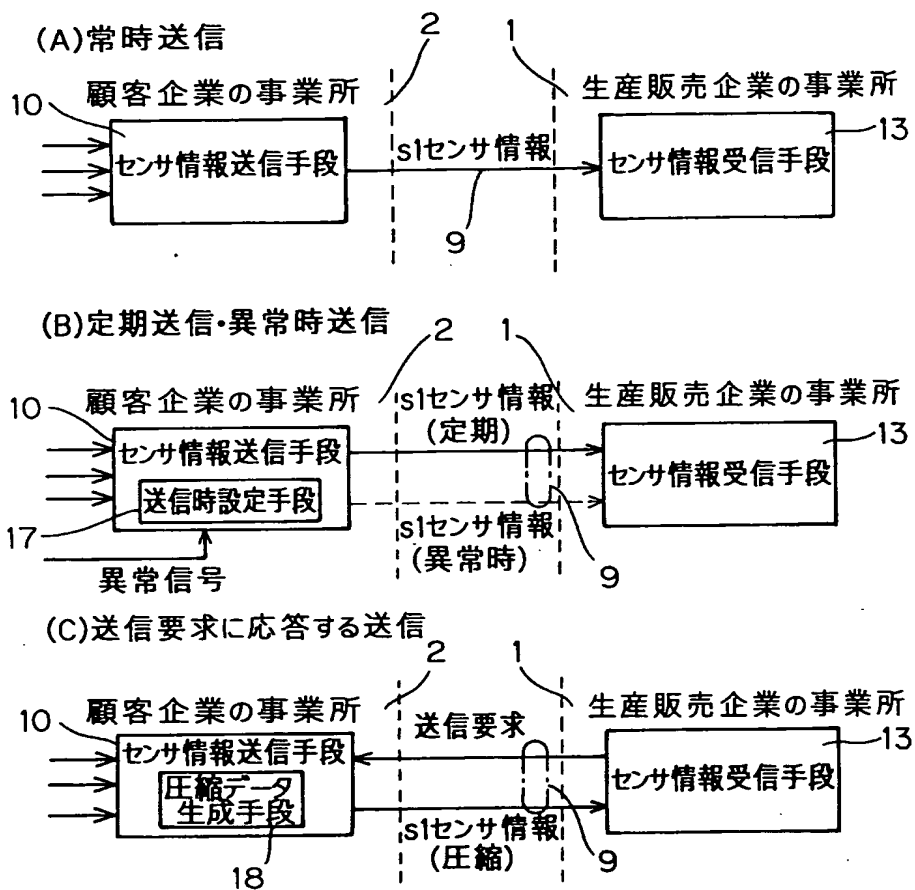 (A)常時送信
2
1
顧客企業の事業所
生産販売企業の事業所
10
13
センサ情報送信手段
s1センサ情報
センサ情報受信手段
9
(B)定期送信・異常時送信
2
1
顧客企業の事業所
s1センサ情報
(定期)
生産販売企業の事業所
10
13
センサ情報送信手段
センサ情報受信手段
送信時設定手段
17
s1センサ情報
(異常時)
9
異常信号
(C)送信要求に応答する送信
2
1
顧客企業の事業所
生産販売企業の事業所
10
送信要求
13
センサ情報送信手段
センサ情報受信手段
圧縮データ
生成手段
9
s1センサ情報
(圧縮)
18